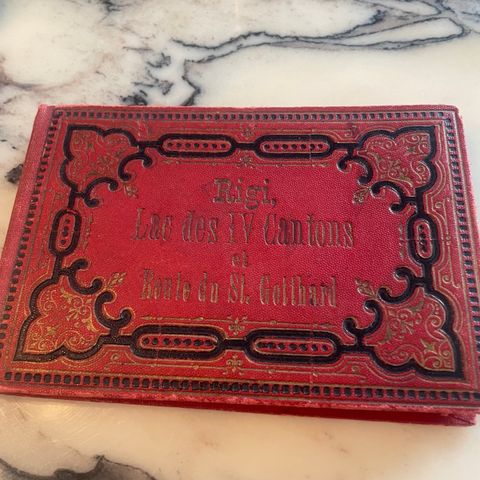 Rigi,
Lac des IV Cantons
et
Route du St. Gotthard